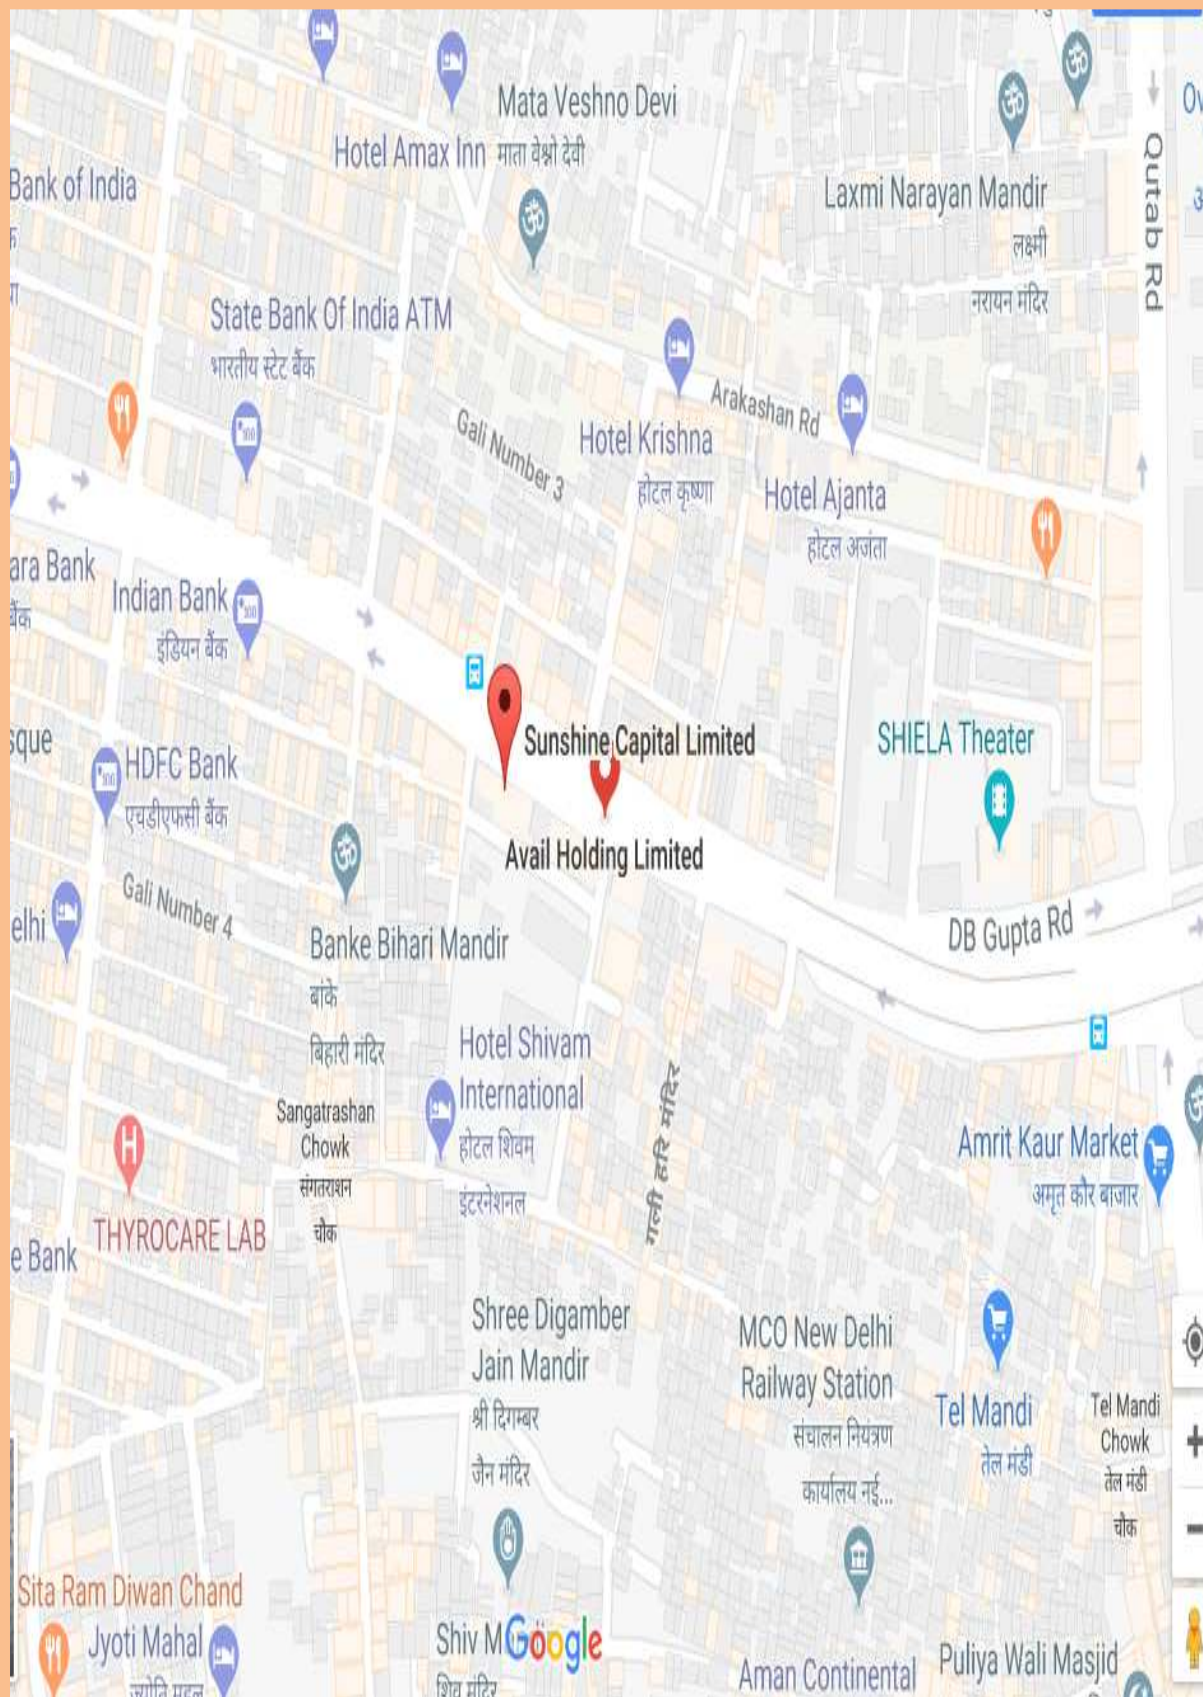 Mata Veshno Devi
माता वेश्नो देवी
Hotel Amax Inn
Bank of India
Laxmi Narayan Mandir
लक्ष्मी
नरायन मंदिर
Qutab Rd
State Bank Of India ATM
भारतीय स्टेट बैंक
Arakashan Rd
Gali Number 3
Hotel Krishna
होटल कृष्णा
Hotel Ajanta
होटल अजंता
ara Bank
बैंक
Indian Bank
इंडियन बैंक
Sunshine Capital Limited
SHIELA Theater
sque
HDFC Bank
एचडीएफसी बैंक
Avail Holding Limited
Gali Number 4
elhi
DB Gupta Rd
Banke Bihari Mandir
बांके
बिहारी मंदिर
Hotel Shivam
International
होटल शिवम
इंटरनेशनल
गली हरि मंदिर
Sangatrashan
Chowk
संगतराशन
चौक
Amrit Kaur Market
अमृत कौर बाजार
THYROCARE LAB
e Bank
Shree Digamber
Jain Mandir
श्री दिगम्बर
जैन मंदिर
MCO New Delhi
Railway Station
संचालन नियंत्रण
कार्यालय नई...
Tel Mandi
तेल मंडी
Tel Mandi
Chowk
तेल मंडी
चौक
Sita Ram Diwan Chand
Jyoti Mahal
ज्योति महल
Shiv M
Google
शिव मंदिर
Aman Continental
Puliya Wali Masjid